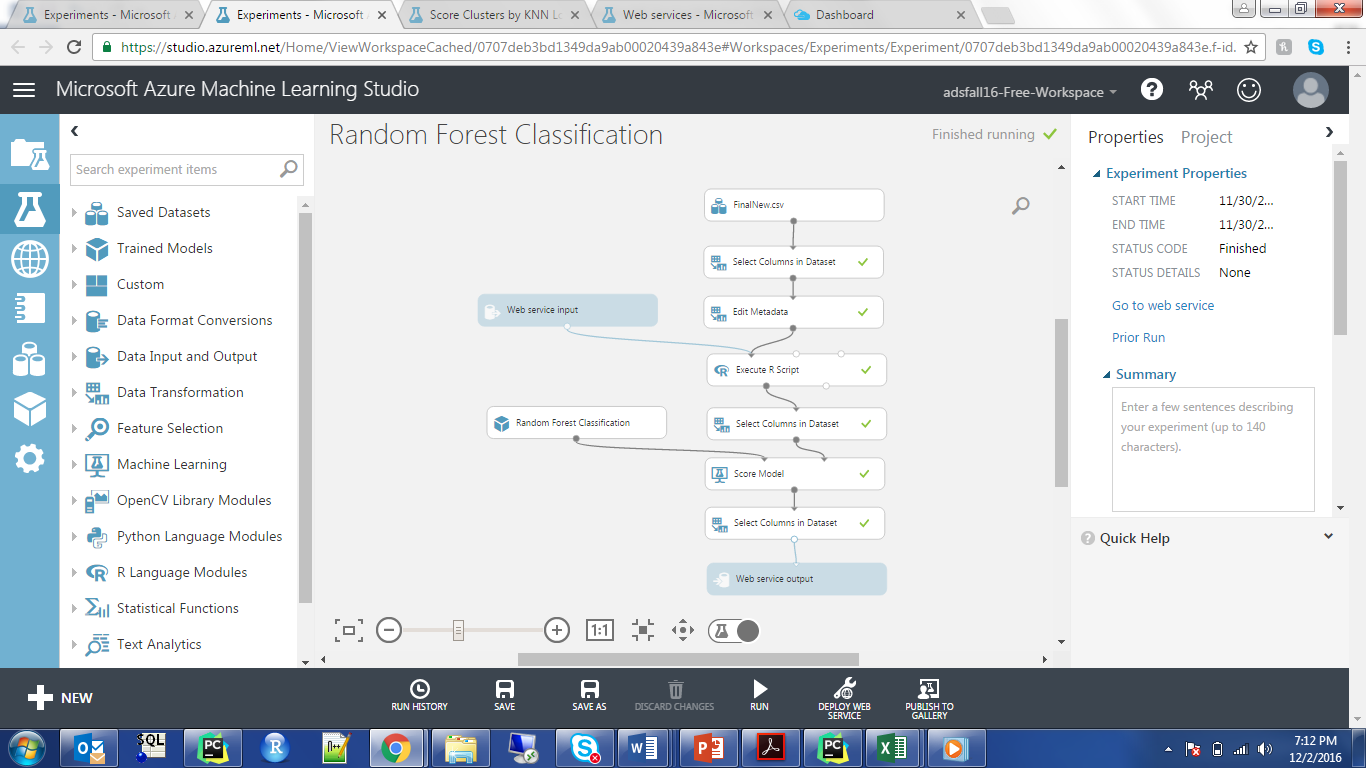 Experiments - Microsoft
Experiments - Microsoft
Score Clusters by KNN Lo
Web services - Microsoft
Dashboard
https://studio.azureml.net/Home/ViewWorkspaceCached/0707deb3bd1349da9ab00020439a843e#Workspaces/Experiments/Experiment/0707deb3bd1349da9ab00020439a843e.f-id.
Microsoft Azure Machine Learning Studio
adsfall16-Free-Workspace
Search experiment items
Saved Datasets
Trained Models
Custom
Data Format Conversions
Data Input and Output
Data Transformation
Feature Selection
Machine Learning
OpenCV Library Modules
Python Language Modules
R Language Modules
Statistical Functions
Text Analytics
Random Forest Classification
Finished running
FinalNew.csv
Select Columns in Dataset
Web service input
Edit Metadata
Execute R Script
Random Forest Classification
Select Columns in Dataset
Score Model
Select Columns in Dataset
Web service output
1:1
Properties
Project
Experiment Properties
START TIME 11/30/2...
END TIME 11/30/2...
STATUS CODE Finished
STATUS DETAILS None
Go to web service
Prior Run
Summary
Enter a few sentences describing
your experiment (up to 140
characters).
Quick Help
NEW
RUN HISTORY
SAVE
SAVE AS
DISCARD CHANGES
RUN
DEPLOY WEB
SERVICE
PUBLISH TO
GALLERY
SQL
7:12 PM
12/2/2016